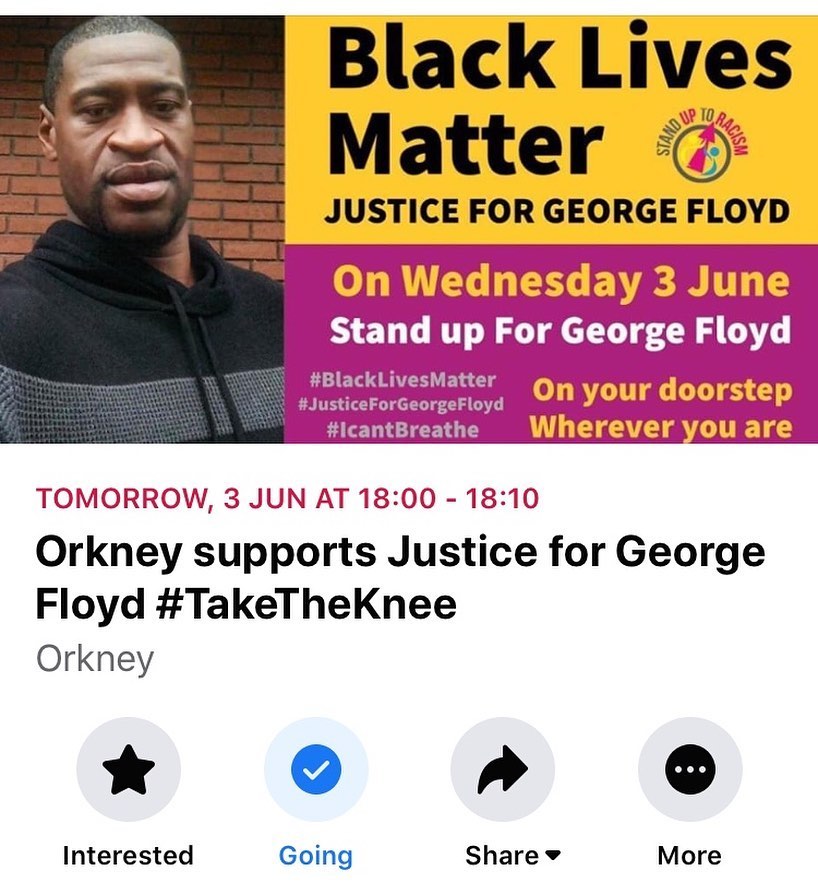 Black Lives
Matter
STAND UP TO RACISM
JUSTICE FOR GEORGE FLOYD
On Wednesday 3 June
Stand up For George Floyd
#BlackLivesMatter
#JusticeForGeorgeFloyd
#IcantBreathe
On your doorstep
Wherever you are
TOMORROW, 3 JUN AT 18:00 - 18:10
Orkney supports Justice for George
Floyd #TakeTheKnee
Orkney
Interested
Going
Share
More